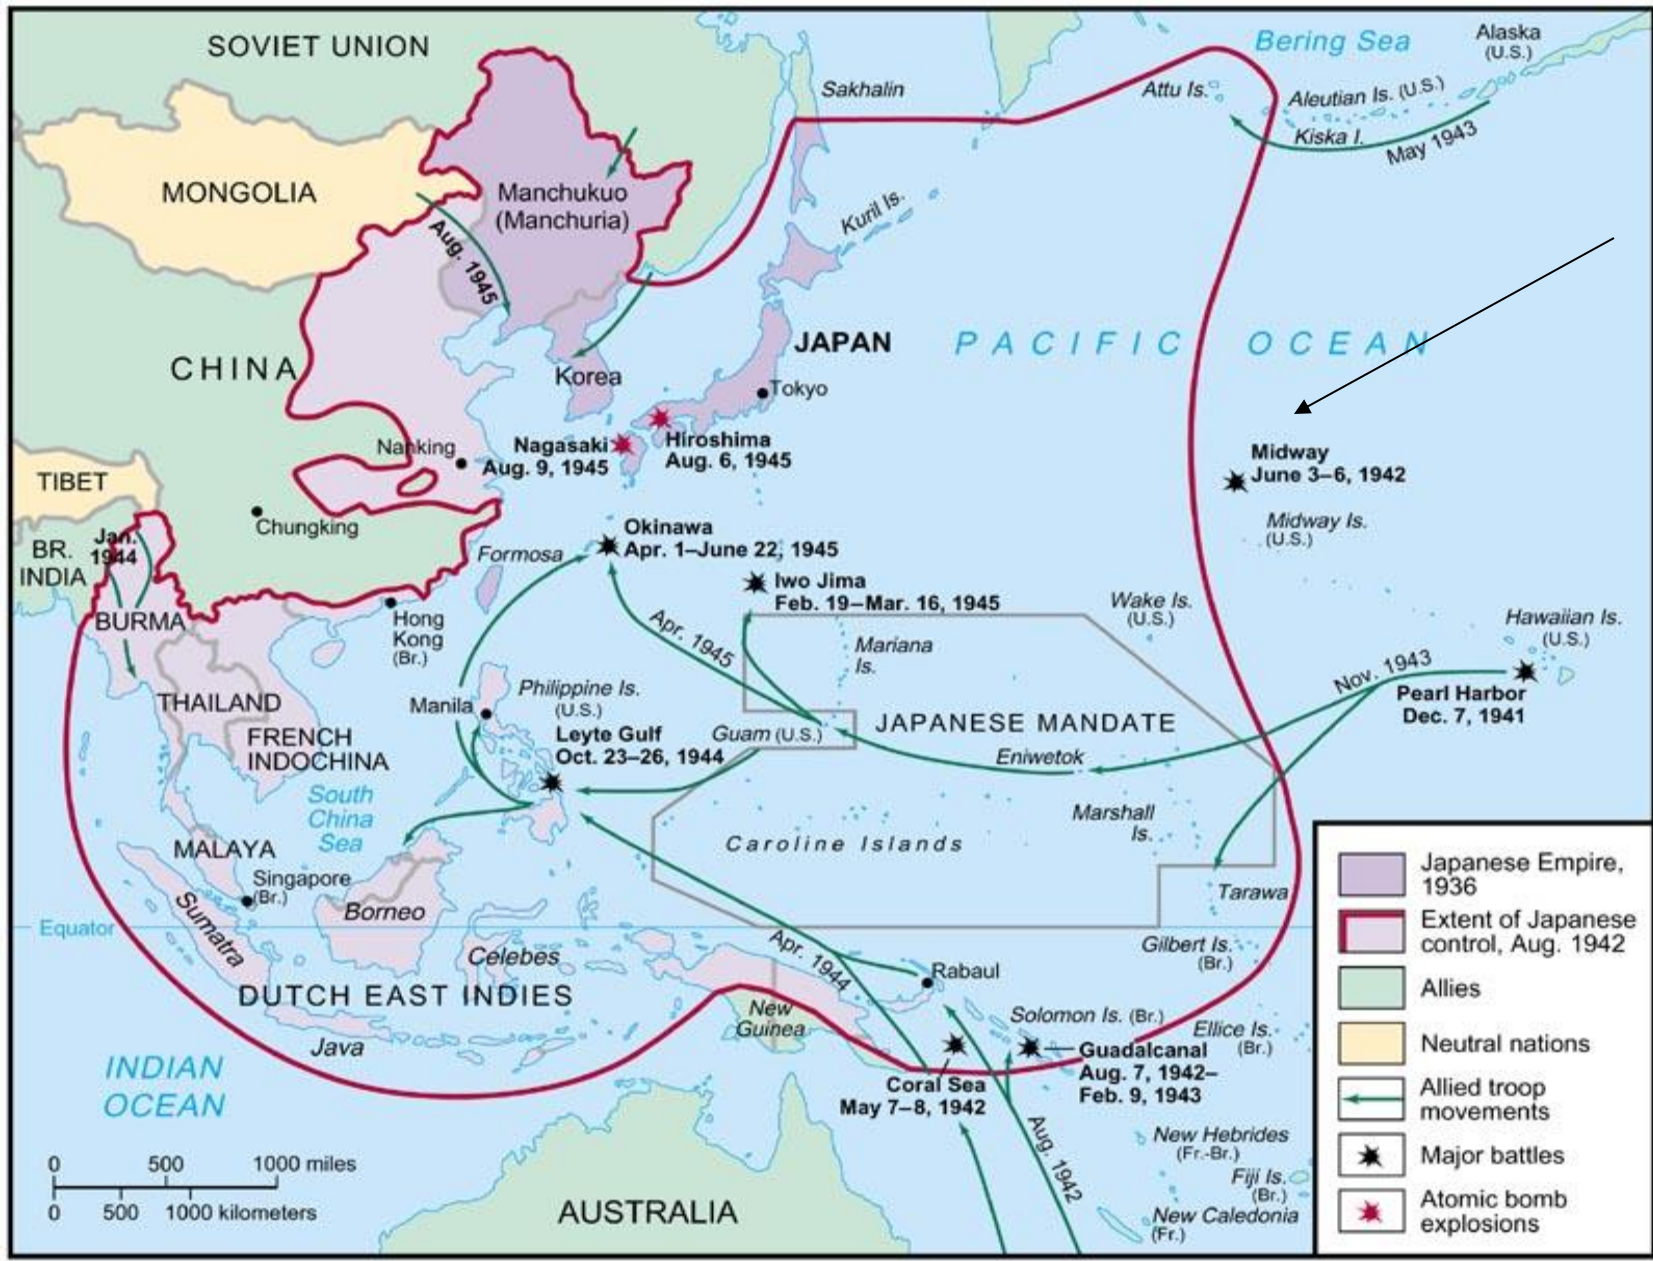 SOVIET UNION
Bering Sea
Alaska
(U.S.)
Sakhalin
Attu Is.
Aleutian Is. (U.S.)
Kiska I.
May 1943
MONGOLIA
Manchukuo
(Manchuria)
Kuril Is.
Aug. 1945
JAPAN
PACIFIC OCEAN
CHINA
Korea
Tokyo
Nanking
Nagasaki
Aug. 9, 1945
Hiroshima
Aug. 6, 1945
Midway
June 3–6, 1942
TIBET
Chungking
Midway Is.
(U.S.)
Jan.
1944
BR.
INDIA
Okinawa
Apr. 1–June 22, 1945
Formosa
Iwo Jima
Feb. 19–Mar. 16, 1945
BURMA
Hong
Kong
(Br.)
Apr. 1945
Mariana
Is.
Wake Is.
(U.S.)
Hawaiian Is.
(U.S.)
Nov. 1943
Pearl Harbor
Dec. 7, 1941
THAILAND
Manila
Philippine Is.
(U.S.)
Leyte Gulf
Oct. 23–26, 1944
Guam (U.S.)
JAPANESE MANDATE
Eniwetok
FRENCH
INDOCHINA
South
China
Sea
Marshall
Is.
Caroline Islands
MALAYA
Singapore
(Br.)
Sumatra
Borneo
Tarawa
Equator
Celebes
Apr. 1944
Gilbert Is.
(Br.)
Rabaul
DUTCH EAST INDIES
New
Guinea
Solomon Is. (Br.)
Ellice Is.
(Br.)
Java
Guadalcanal
Aug. 7, 1942–
Feb. 9, 1943
INDIAN
OCEAN
Coral Sea
May 7–8, 1942
Aug. 1942
New Hebrides
(Fr.-Br.)
Fiji Is.
(Br.)
New Caledonia
(Fr.)
AUSTRALIA
0 500 1000 miles
0 500 1000 kilometers
Japanese Empire,
1936
Extent of Japanese
control, Aug. 1942
Allies
Neutral nations
Allied troop
movements
Major battles
Atomic bomb
explosions